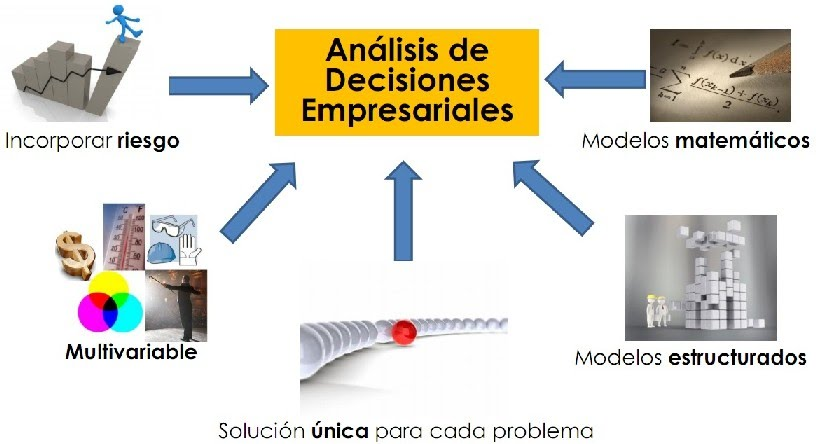 Análisis de
Decisiones
Empresariales
Incorporar riesgo
Modelos matemáticos
Multivariable
Modelos estructurados
Solución única para cada problema